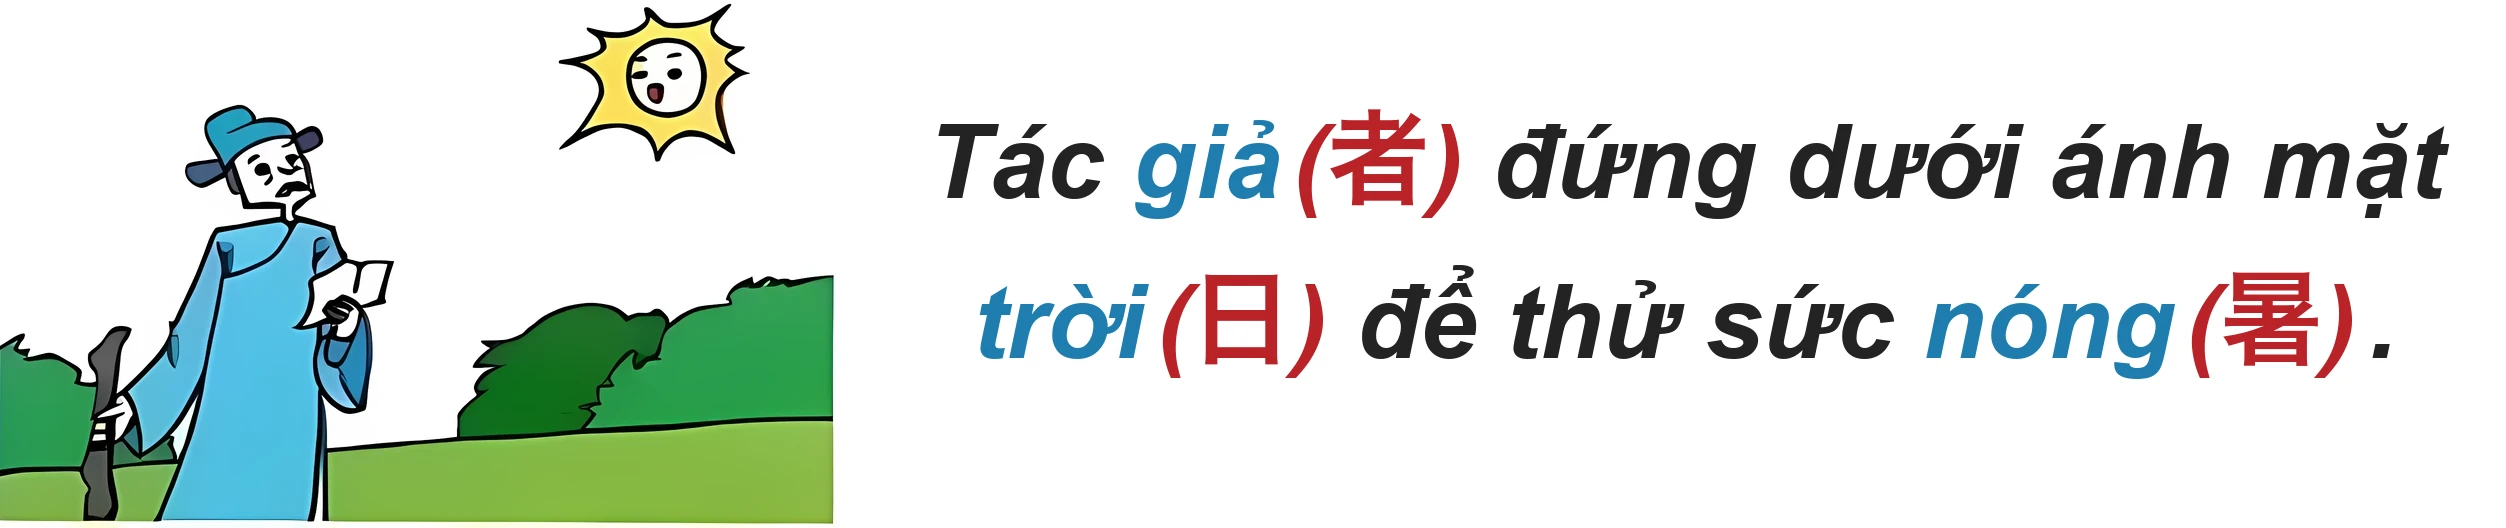 Tác giả(者) đứng dưới ánh mặt
trời(日) để thử sức nóng(暑).